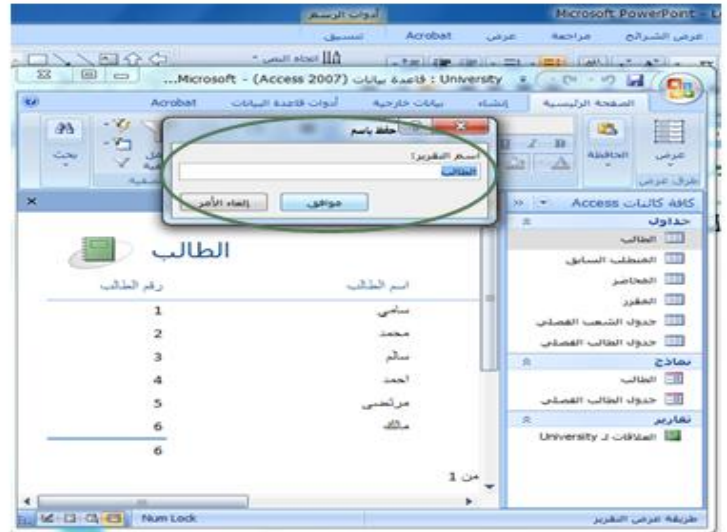 أدوات الرسم
Microsoft PowerPoint -
عرض الشرائح مراجعة عرض Acrobat تنسيق
اتجاه النص
University : قاعدة بيانات (Access 2007) - Microsoft...
الصفحة الرئيسية إنشاء بيانات خارجية أدوات قاعدة البيانات Acrobat
عرض
الحافظة
بحث
طرق عرض
حفظ باسم
اسم التقرير:
الطالب
موافق إلغاء الأمر
كافة كائنات Access
جداول
الطالب
المتطلب السابق
المحاضر
المقرر
جدول الشعب الفصلي
جدول الطالب الفصلي
نماذج
الطالب
جدول الطالب الفصلي
تقارير
العلاقات لـ University
الطالب
اسم الطالب رقم الطالب
سامي 1
محمد 2
سالم 3
احمد 4
مرتضى 5
مالك 6
6
1 من
طريقة عرض التقرير Num Lock